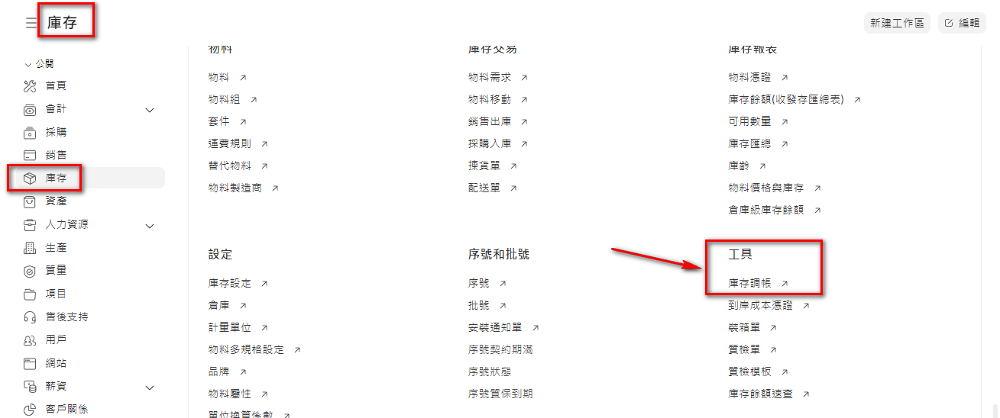 庫存
新建工作區
編輯
公開
首頁
會計
採購
銷售
庫存
資產
人力資源
生產
質量
項目
售後支持
用戶
網站
薪資
客戶關係
物料
物料
物料組
套件
運費規則
替代物料
物料製造商
庫存交易
物料需求
物料移動
銷售出庫
採購入庫
揀貨單
配送單
庫存報表
物料憑證
庫存餘額(收發存匯總表)
可用數量
庫存匯總
庫齡
物料價格與庫存
倉庫級庫存餘額
設定
庫存設定
倉庫
計量單位
物料多規格設定
品牌
物料屬性
單位換算係數
序號和批號
序號
批號
安裝通知單
序號契約期滿
序號狀態
序號質保到期
工具
庫存調帳
到岸成本憑證
裝箱單
質檢單
質檢模板
庫存餘額速查